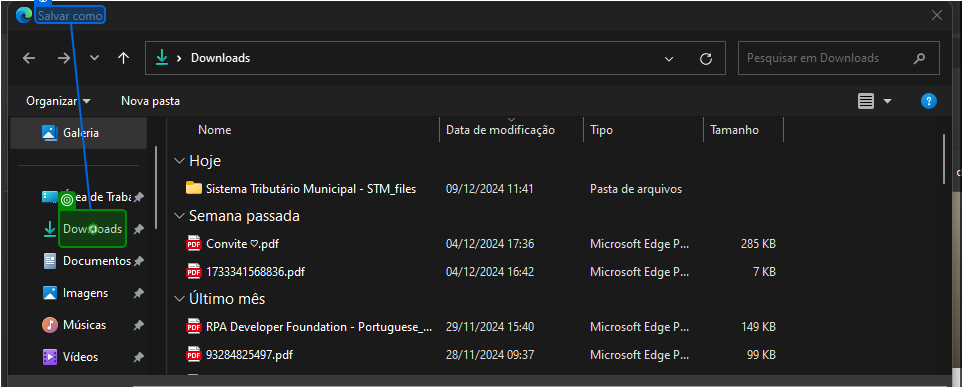 Salvar como
Downloads
Pesquisar em Downloads
Organizar
Nova pasta
Galeria
Área de Traba
Downloads
Documentos
Imagens
Músicas
Vídeos
Nome Data de modificação Tipo Tamanho
Hoje
Sistema Tributário Municipal - STM_files 09/12/2024 11:41 Pasta de arquivos
Semana passada
Convite ♡.pdf 04/12/2024 17:36 Microsoft Edge P... 285 KB
1733341568836.pdf 04/12/2024 16:42 Microsoft Edge P... 7 KB
Último mês
RPA Developer Foundation - Portuguese_... 29/11/2024 15:40 Microsoft Edge P... 149 KB
93284825497.pdf 28/11/2024 09:37 Microsoft Edge P... 99 KB